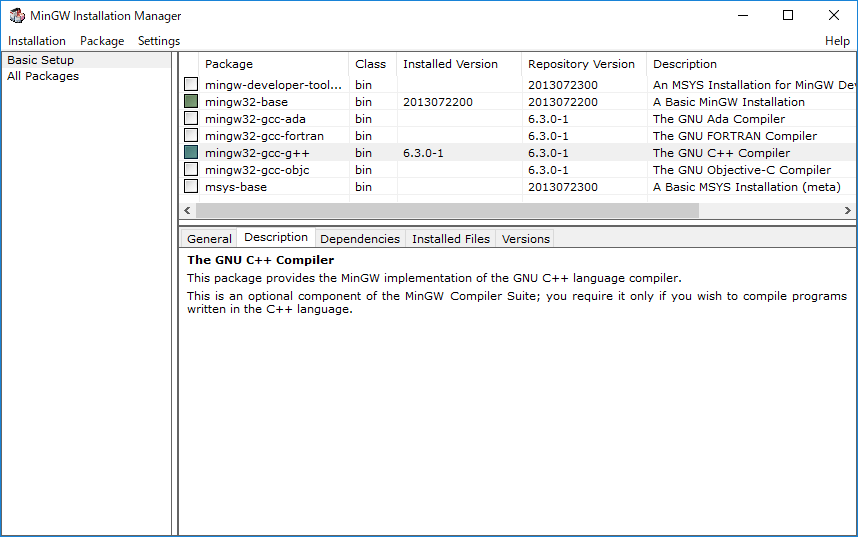 MinGW Installation Manager
Installation Package Settings Help
Basic Setup
All Packages
Package Class Installed Version Repository Version Description
mingw-developer-tool... bin 2013072300 An MSYS Installation for MinGW Dev
mingw32-base bin 2013072200 2013072200 A Basic MinGW Installation
mingw32-gcc-ada bin 6.3.0-1 The GNU Ada Compiler
mingw32-gcc-fortran bin 6.3.0-1 The GNU FORTRAN Compiler
mingw32-gcc-g++ bin 6.3.0-1 6.3.0-1 The GNU C++ Compiler
mingw32-gcc-objc bin 6.3.0-1 The GNU Objective-C Compiler
msys-base bin 2013072300 A Basic MSYS Installation (meta)
General Description Dependencies Installed Files Versions
The GNU C++ Compiler
This package provides the MinGW implementation of the GNU C++ language compiler.
This is an optional component of the MinGW Compiler Suite; you require it only if you wish to compile programs
written in the C++ language.